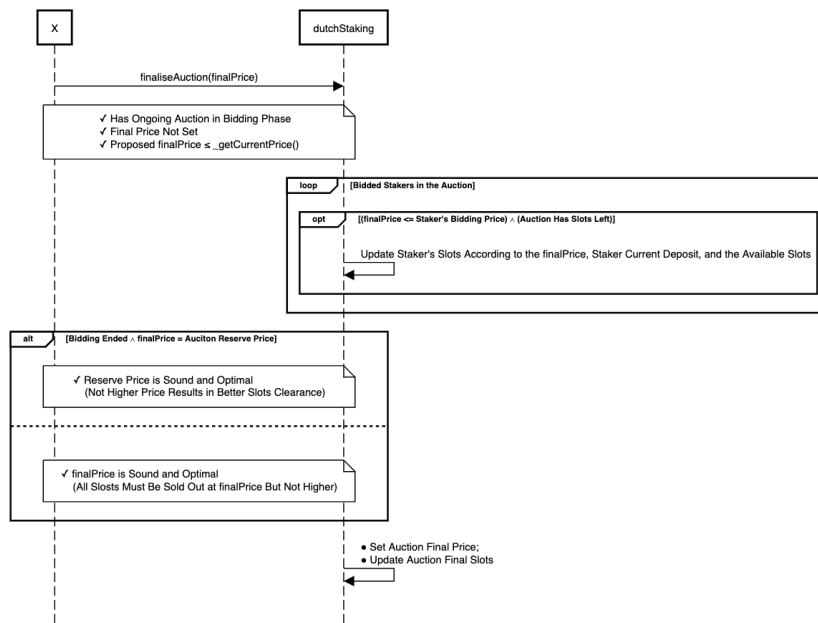 X
dutchStaking
finaliseAuction(finalPrice)
✓ Has Ongoing Auction in Bidding Phase
✓ Final Price Not Set
✓ Proposed finalPrice ≤ _getCurrentPrice()
loop
[Bidded Stakers in the Auction]
opt
[(finalPrice <= Staker's Bidding Price) ∧ (Auction Has Slots Left)]
Update Staker's Slots According to the finalPrice, Staker Current Deposit, and the Available Slots
alt
[Bidding Ended ∧ finalPrice = Auciton Reserve Price]
✓ Reserve Price is Sound and Optimal
(Not Higher Price Results in Better Slots Clearance)
✓ finalPrice is Sound and Optimal
(All Slosts Must Be Sold Out at finalPrice But Not Higher)
● Set Auction Final Price;
● Update Auction Final Slots